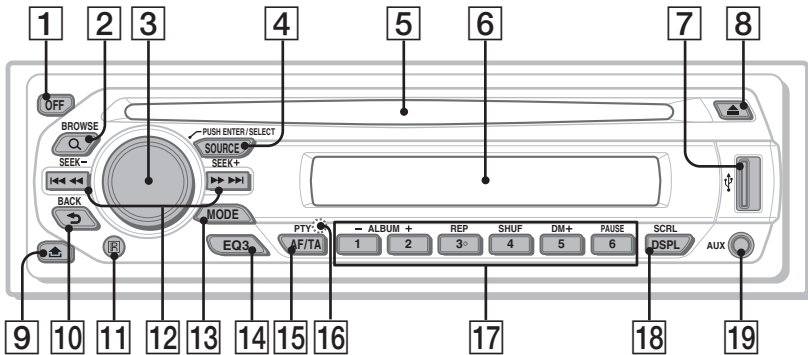 1 2 3 4 5 6 7 8
OFF
BROWSE
PUSH ENTER / SELECT
SOURCE
SEEK− SEEK+
BACK
MODE
PTY
− ALBUM + REP SHUF DM+ PAUSE SCRL
EQ3 AF/TA 1 2 3 4 5 6 DSPL AUX
9 10 11 12 13 14 15 16 17 18 19